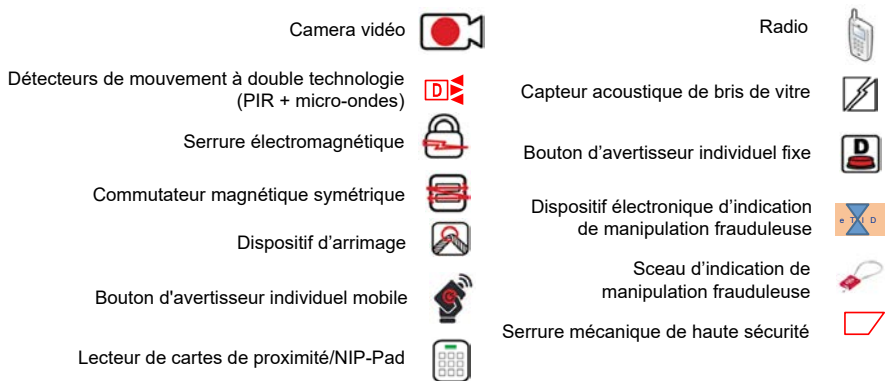 Camera vidéo
Détecteurs de mouvement à double technologie
(PIR + micro-ondes)
D
Serrure électromagnétique
Commutateur magnétique symétrique
Dispositif d'arrimage
Bouton d'avertisseur individuel mobile
Lecteur de cartes de proximité/NIP-Pad
Radio
Capteur acoustique de bris de vitre
Bouton d'avertisseur individuel fixe
D
Dispositif électronique d'indication
de manipulation frauduleuse
e T I D
Sceau d'indication de
manipulation frauduleuse
Serrure mécanique de haute sécurité